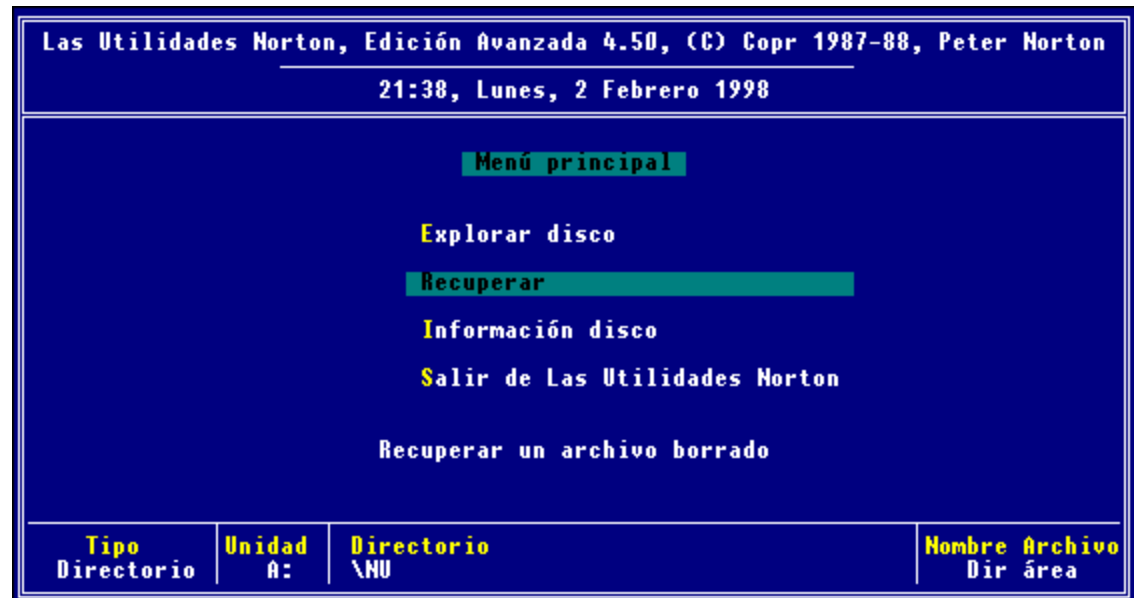 Las Utilidades Norton, Edición Avanzada 4.50, (C) Copr 1987-88, Peter Norton
21:38, Lunes, 2 Febrero 1998
Menú principal
Explorar disco
Recuperar
Información disco
Salir de Las Utilidades Norton
Recuperar un archivo borrado
Tipo Unidad Directorio Nombre Archivo
Directorio A: \NU Dir área